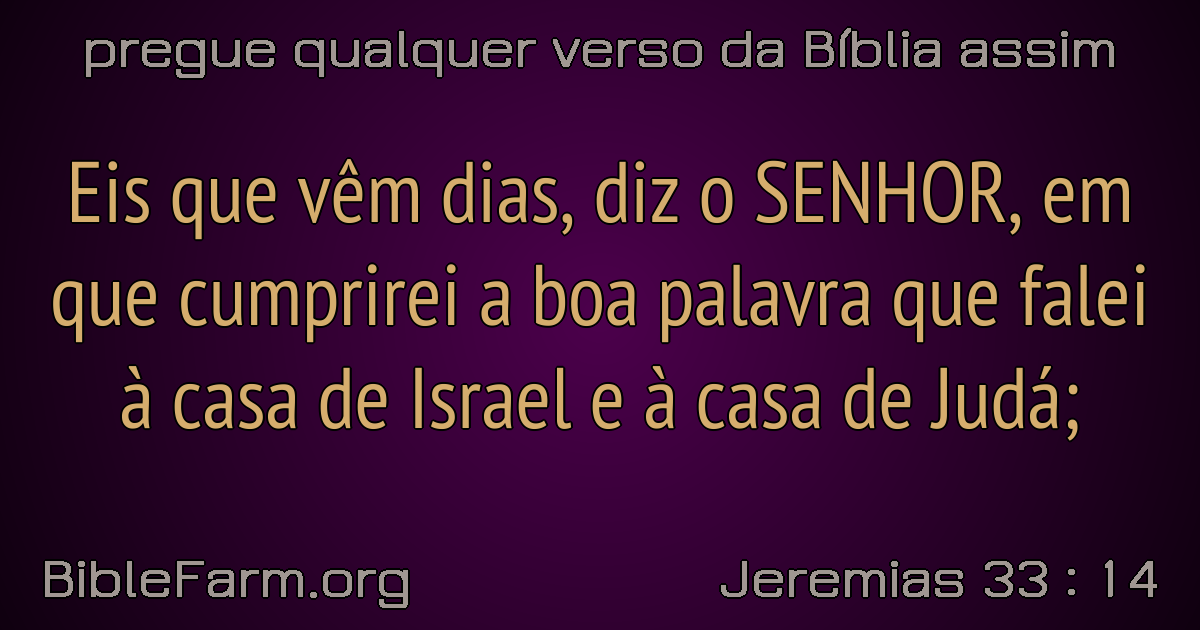 pregue qualquer verso da Bíblia assim
Eis que vêm dias, diz o SENHOR, em
que cumprirei a boa palavra que falei
à casa de Israel e à casa de Judá;
BibleFarm.org
Jeremias 33 : 14